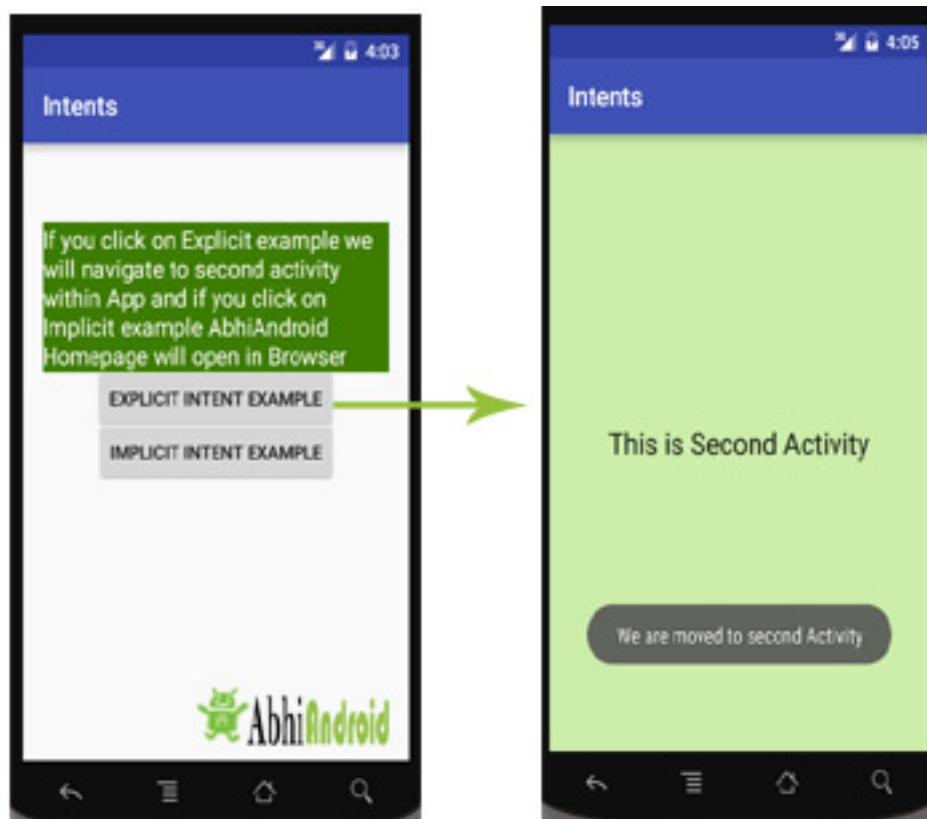 4:03
Intents
If you click on Explicit example we
will navigate to second activity
within App and if you click on
Implicit example AbhiAndroid
Homepage will open in Browser
EXPLICIT INTENT EXAMPLE
IMPLICIT INTENT EXAMPLE
AbhiAndroid
4:05
Intents
This is Second Activity
We are moved to second Activity